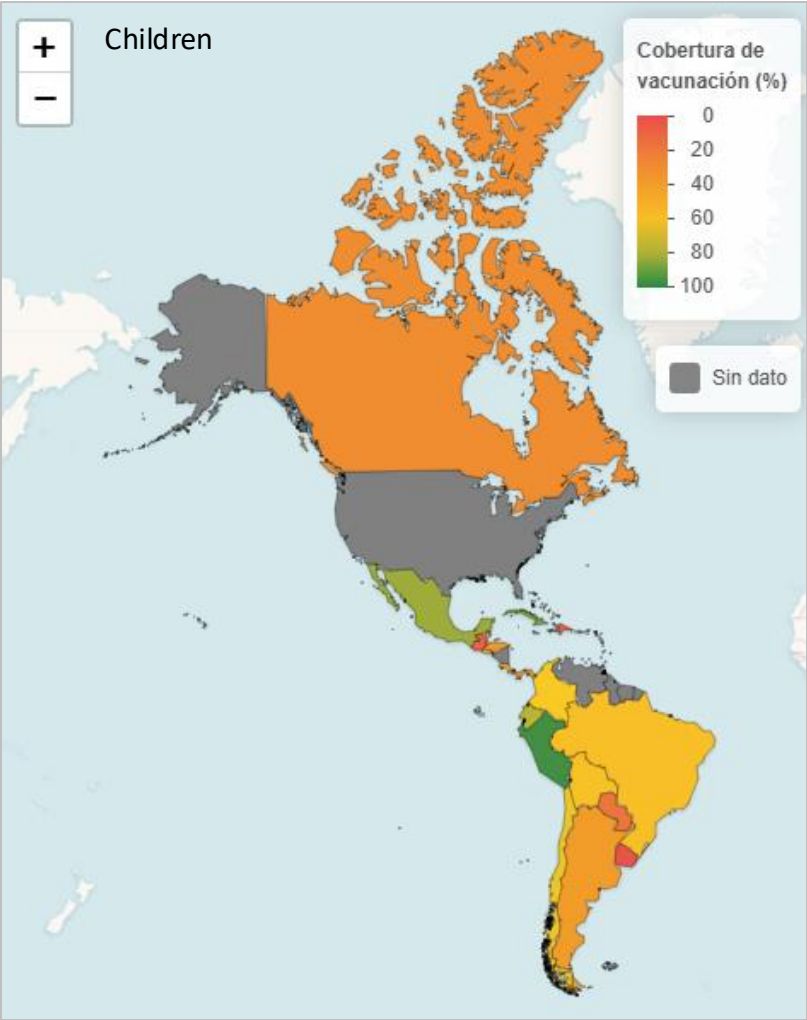 +
Children
−
Cobertura de
vacunación (%)
0
20
40
60
80
100
Sin dato